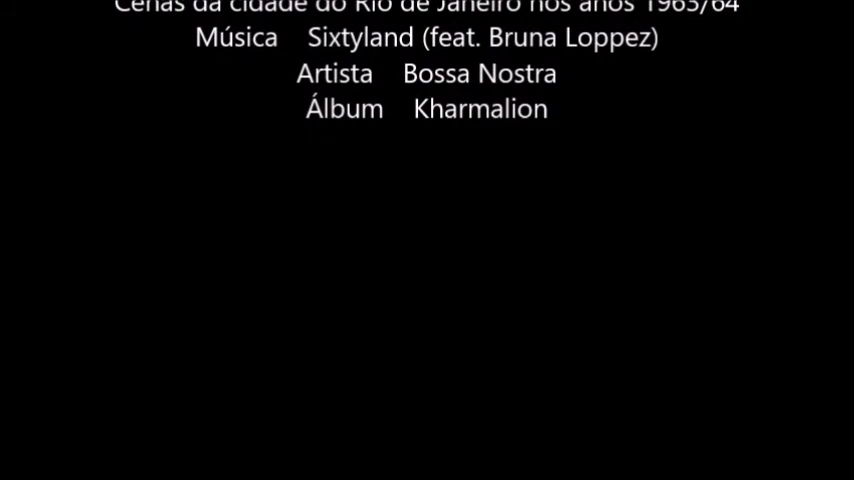 Cenas da cidade do Rio de Janeiro nos anos 1963/64
Música Sixtyland (feat. Bruna Loppez)
Artista Bossa Nostra
Álbum Kharmalion